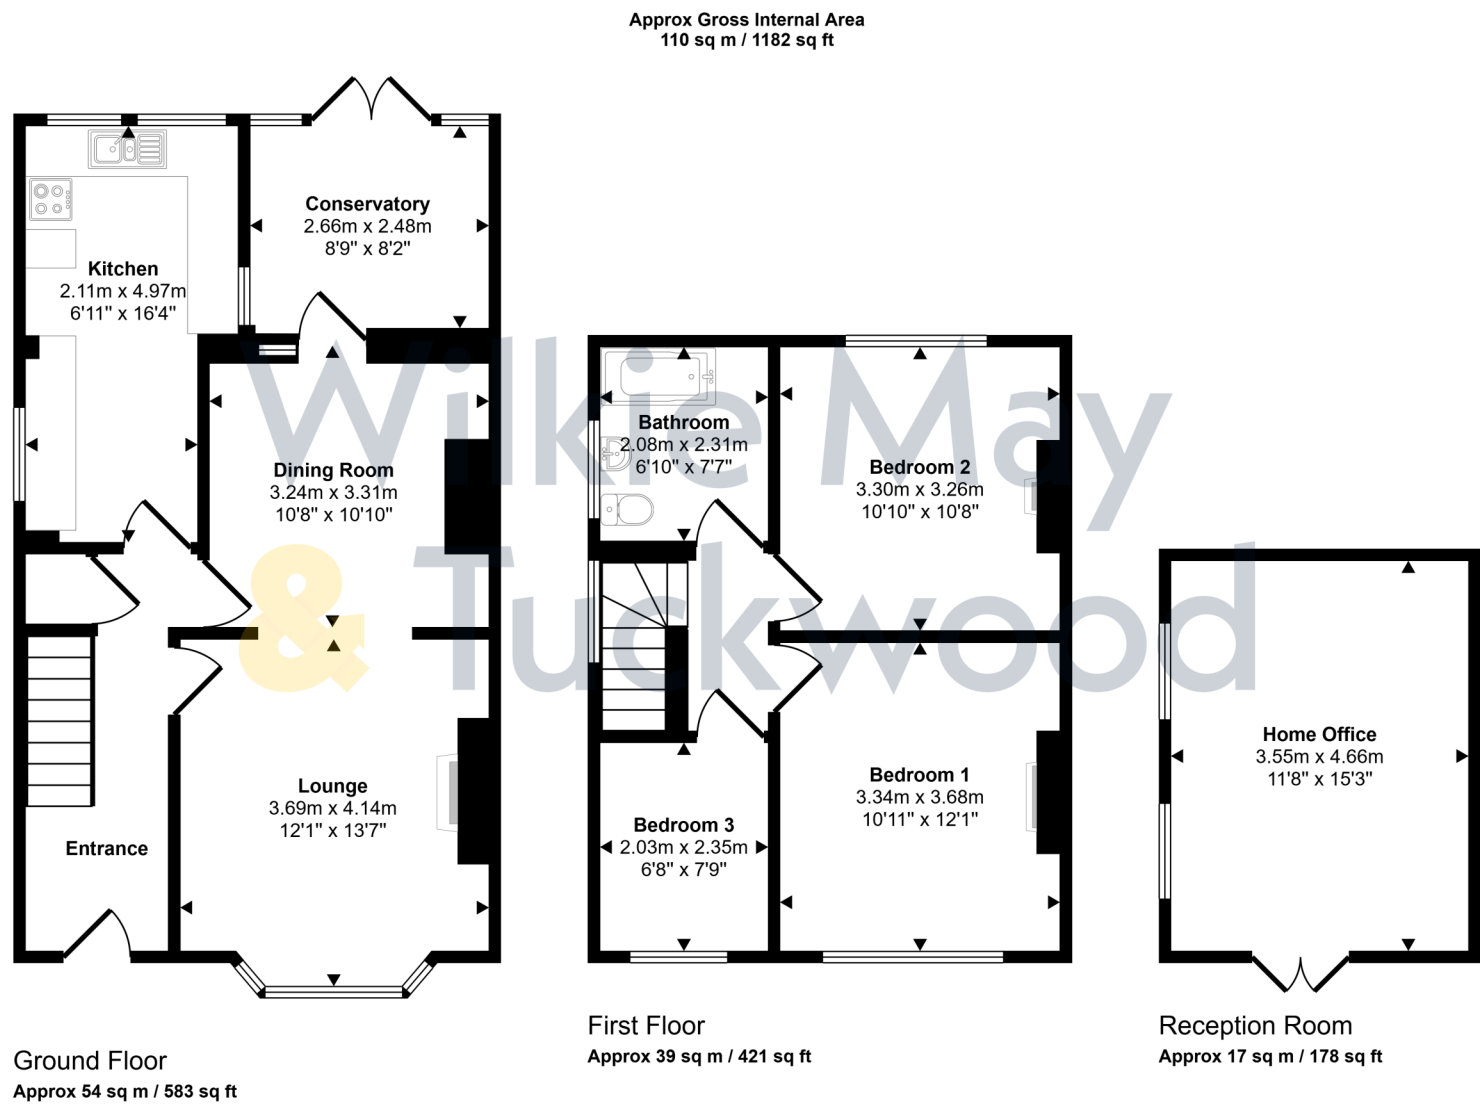 Approx Gross Internal Area
110 sq m / 1182 sq ft
Conservatory
2.66m x 2.48m
8'9" x 8'2"
Kitchen
2.11m x 4.97m
6'11" x 16'4"
Dining Room
3.24m x 3.31m
10'8" x 10'10"
Lounge
3.69m x 4.14m
12'1" x 13'7"
Entrance
Ground Floor
Approx 54 sq m / 583 sq ft
Bathroom
2.08m x 2.31m
6'10" x 7'7"
Bedroom 2
3.30m x 3.26m
10'10" x 10'8"
Bedroom 1
3.34m x 3.68m
10'11" x 12'1"
Bedroom 3
2.03m x 2.35m
6'8" x 7'9"
First Floor
Approx 39 sq m / 421 sq ft
Home Office
3.55m x 4.66m
11'8" x 15'3"
Reception Room
Approx 17 sq m / 178 sq ft
Wilkie May
& Tuckwood